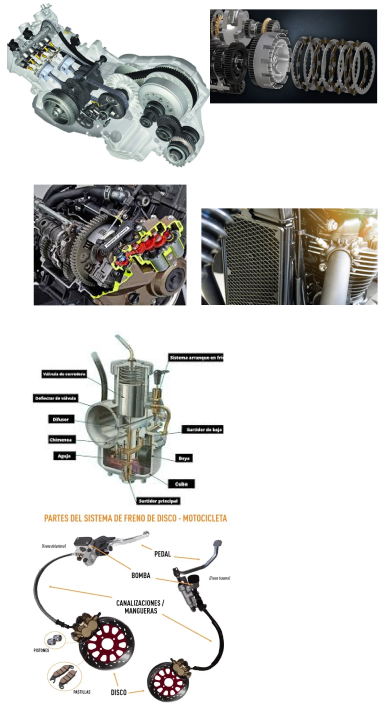 Sistema arranque en frío
Válvula de corredera
Deflector de válvula
Difusor
Surtidor de baja
Chimenea
Aguja
Boya
Cuba
Surtidor principal
PARTES DEL SISTEMA DE FRENO DE DISCO - MOTOCICLETA
(Freno delantero)
PEDAL
(Freno trasero)
BOMBA
CANALIZACIONES /
MANGUERAS
PISTONES
PASTILLAS
DISCO